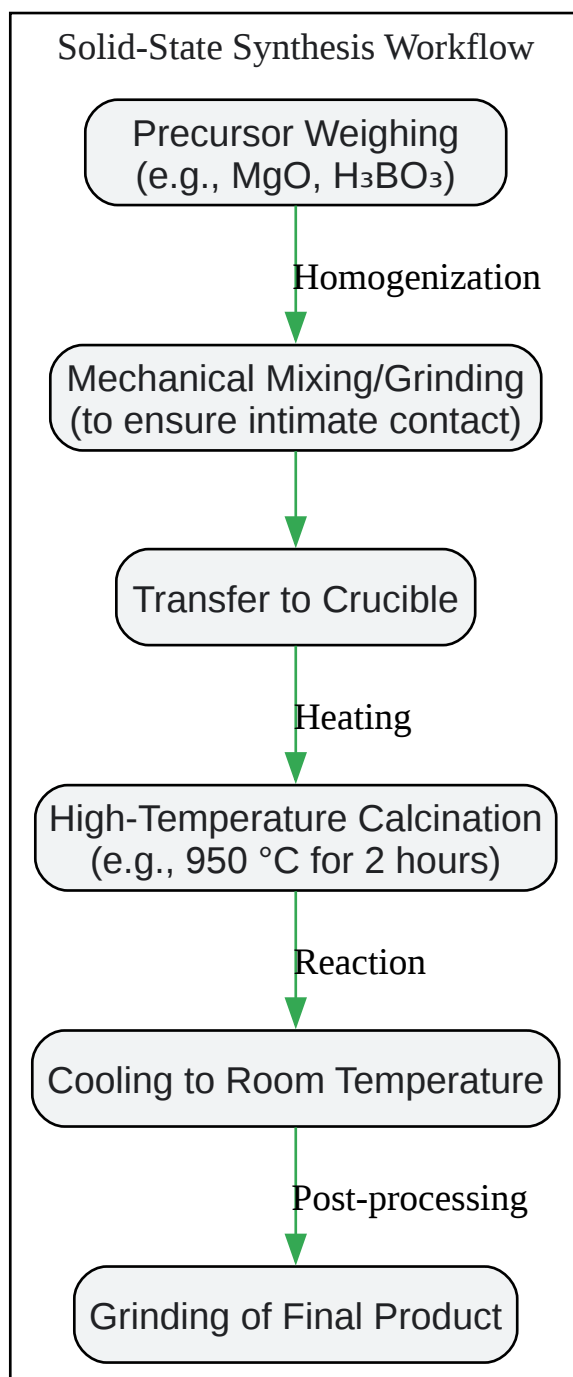 Solid-State Synthesis Workflow
Precursor Weighing
(e.g., MgO, H₃BO₃)
Homogenization
Mechanical Mixing/Grinding
(to ensure intimate contact)
Transfer to Crucible
Heating
High-Temperature Calcination
(e.g., 950 °C for 2 hours)
Reaction
Cooling to Room Temperature
Post-processing
Grinding of Final Product